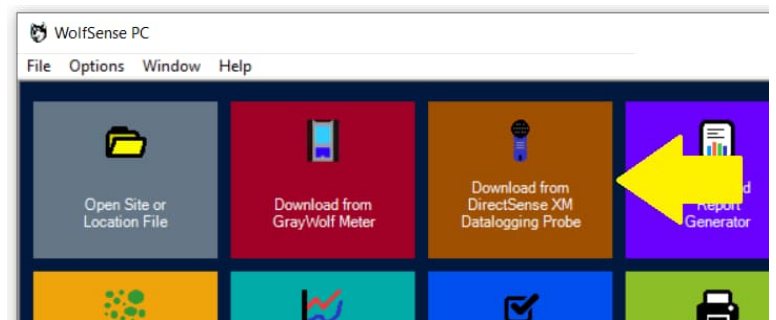 WolfSense PC
File Options Window Help
Open Site or
Location File
Download from
GrayWolf Meter
Download from
DirectSense XM
Datalogging Probe
Report
Generator